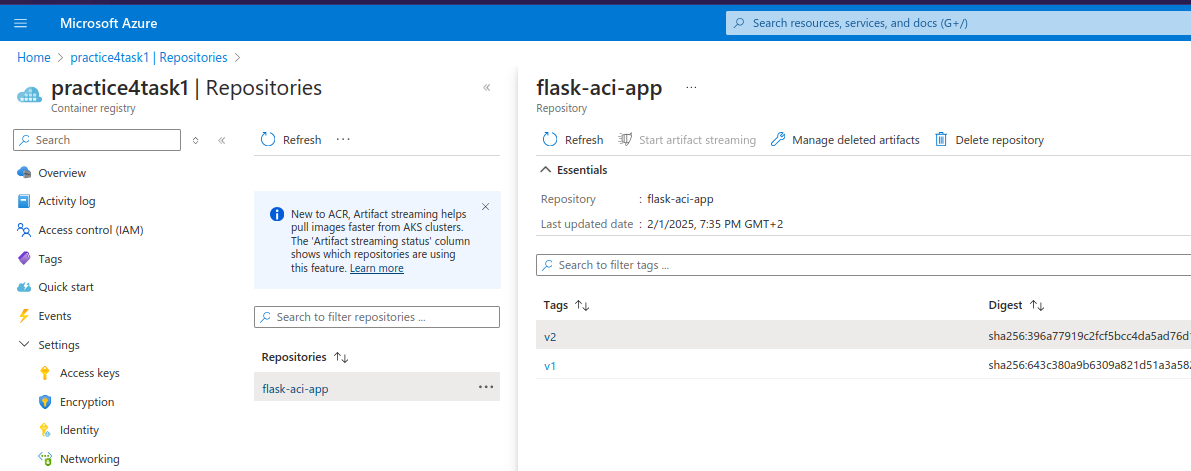 Microsoft Azure
Search resources, services, and docs (G+/)
Home > practice4task1 | Repositories >
practice4task1 | Repositories
Container registry
Search
Overview
Activity log
Access control (IAM)
Tags
Quick start
Events
Settings
Access keys
Encryption
Identity
Networking
Refresh ...
New to ACR, Artifact streaming helps
pull images faster from AKS clusters.
The 'Artifact streaming status' column
shows which repositories are using
this feature. Learn more
Search to filter repositories ...
Repositories
flask-aci-app
flask-aci-app ...
Repository
Refresh Start artifact streaming Manage deleted artifacts Delete repository
Essentials
Repository : flask-aci-app
Last updated date : 2/1/2025, 7:35 PM GMT+2
Search to filter tags ...
Tags Digest
v2 sha256:396a77919c2fcf5bcc4da5ad76d
v1 sha256:643c380a9b6309a821d51a3a58